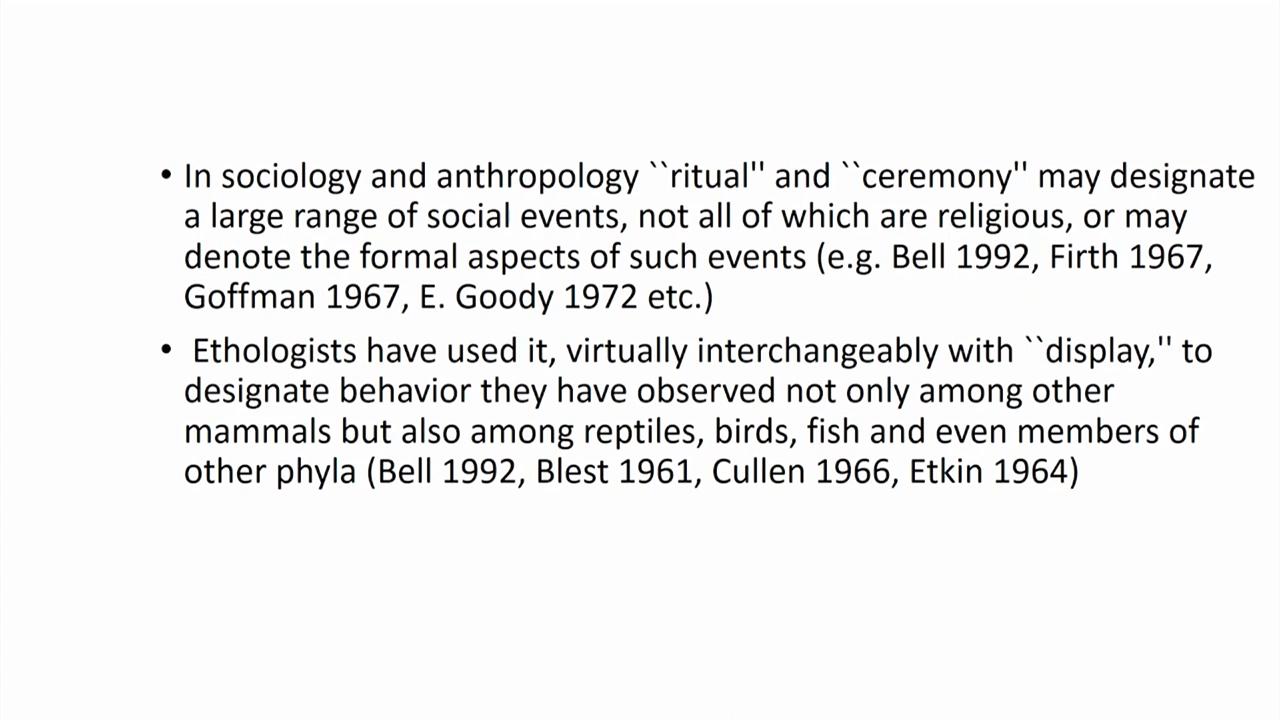 • In sociology and anthropology ``ritual'' and ``ceremony'' may designate
a large range of social events, not all of which are religious, or may
denote the formal aspects of such events (e.g. Bell 1992, Firth 1967,
Goffman 1967, E. Goody 1972 etc.)
• Ethologists have used it, virtually interchangeably with ``display,'' to
designate behavior they have observed not only among other
mammals but also among reptiles, birds, fish and even members of
other phyla (Bell 1992, Blest 1961, Cullen 1966, Etkin 1964)